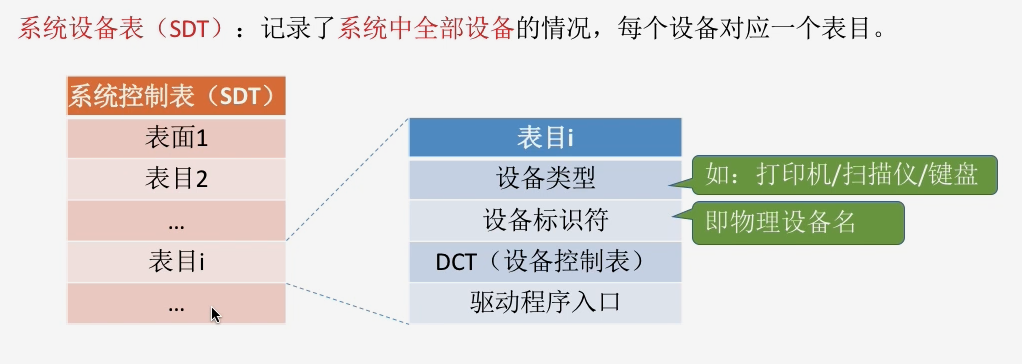 系统设备表（SDT）：记录了系统中全部设备的情况，每个设备对应一个表目。
系统控制表（SDT）
表面1
表目2
...
表目i
...
表目i
设备类型
设备标识符
DCT（设备控制表）
驱动程序入口
如：打印机/扫描仪/键盘
即物理设备名